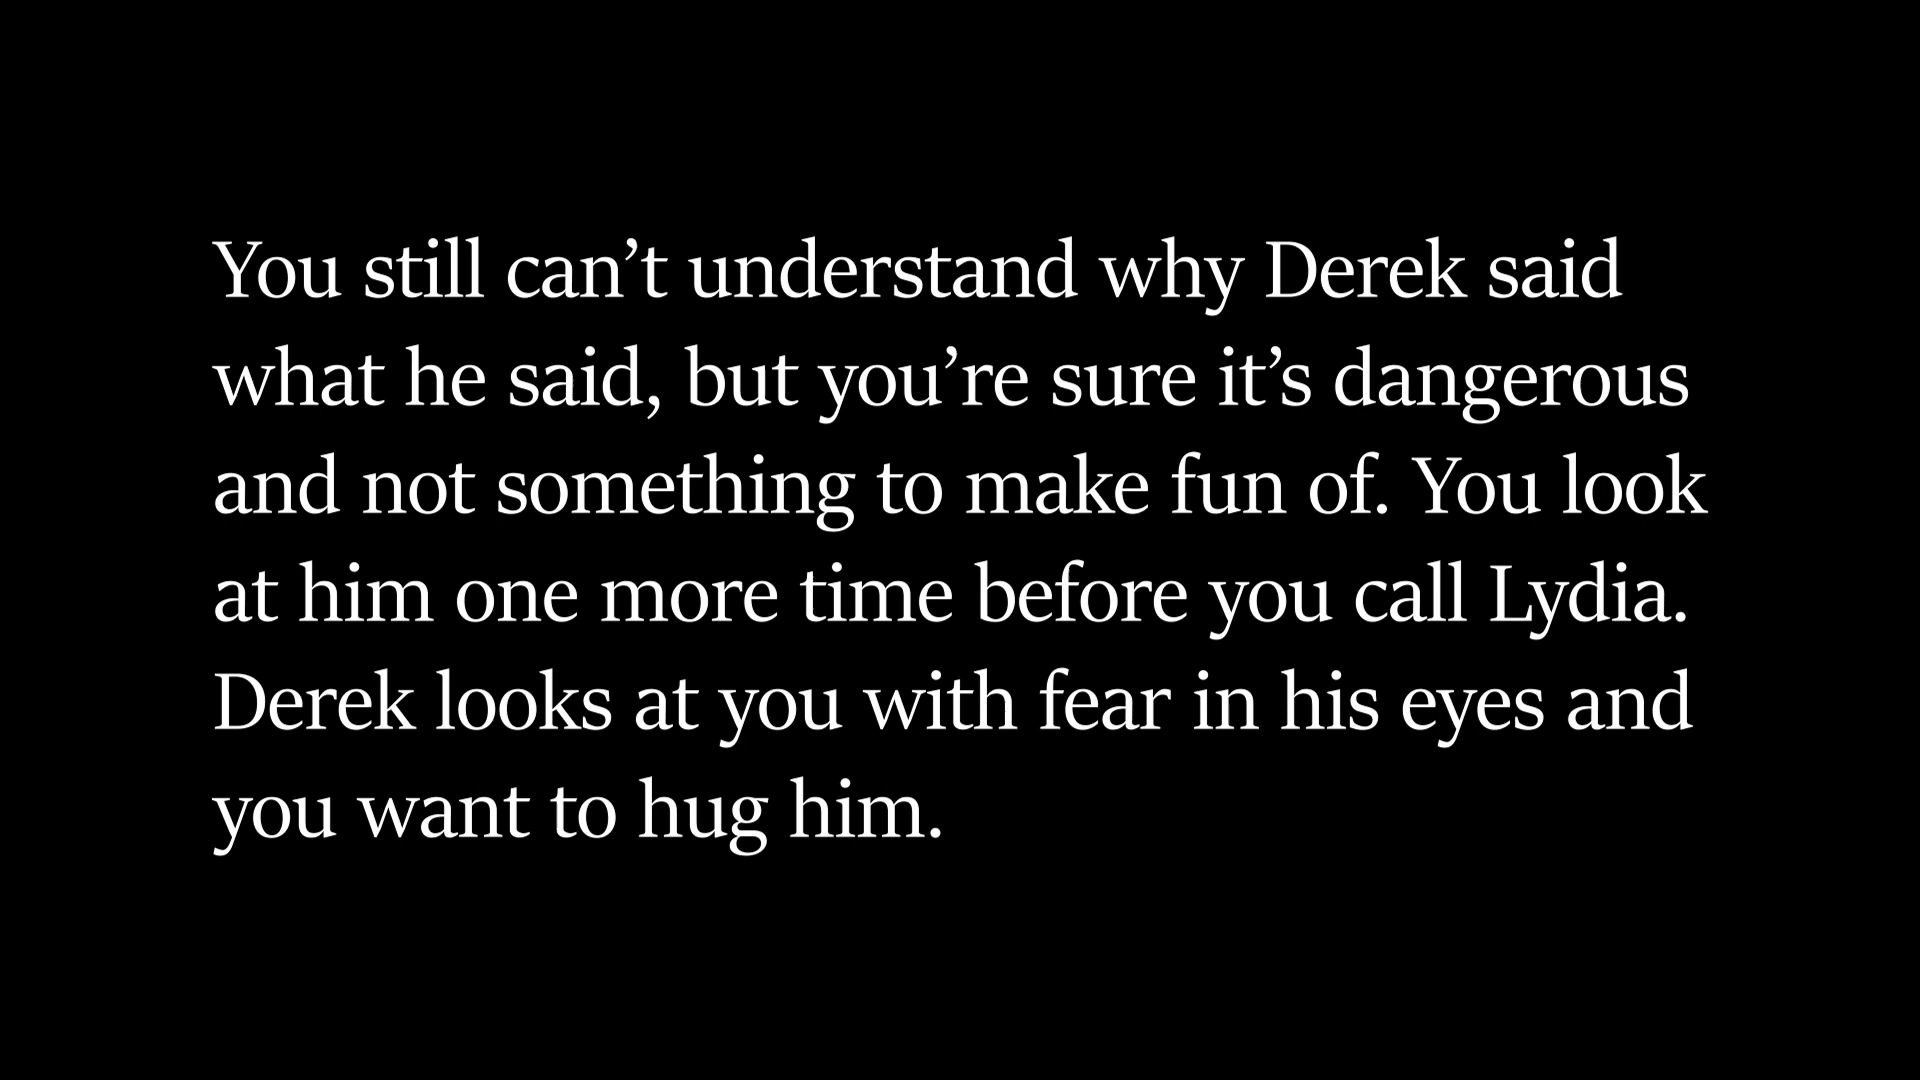 You still can’t understand why Derek said
what he said, but you’re sure it’s dangerous
and not something to make fun of. You look
at him one more time before you call Lydia.
Derek looks at you with fear in his eyes and
you want to hug him.